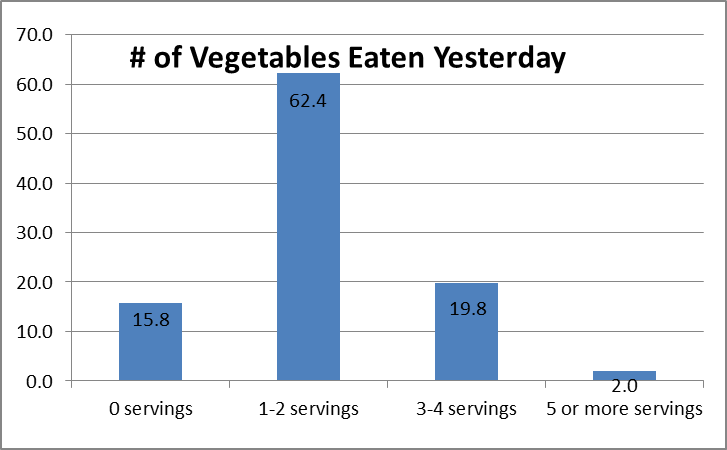 # of Vegetables Eaten Yesterday
70.0
60.0
50.0
40.0
30.0
20.0
10.0
0.0
15.8
62.4
19.8
2.0
0 servings
1-2 servings
3-4 servings
5 or more servings